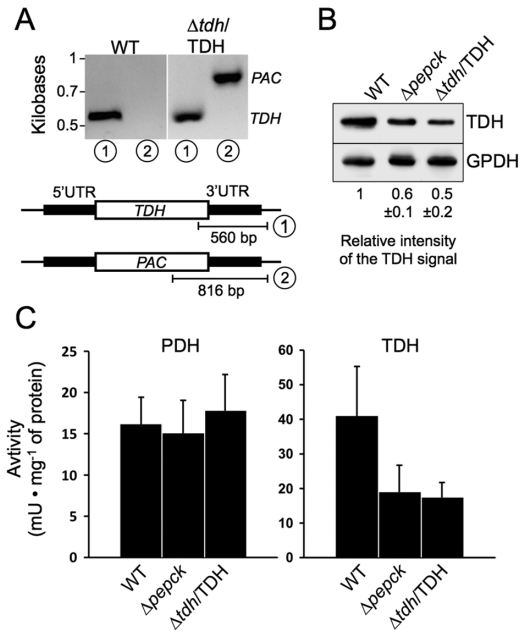 A
WT
Δtdh/
TDH
Kilobases
1
0.7
0.5
PAC
TDH
1 2 1 2
5'UTR 3'UTR
TDH
560 bp
1
PAC
816 bp
2
B
WT
Δpepck
Δtdh/TDH
TDH
GPDH
1 0.6 0.5
±0.1 ±0.2
Relative intensity
of the TDH signal
C
PDH
Avtivity
(mU • mg-1 of protein)
25
20
15
10
5
0
WT
Δpepck
Δtdh/TDH
TDH
60
50
40
30
20
10
0
WT
Δpepck
Δtdh/TDH